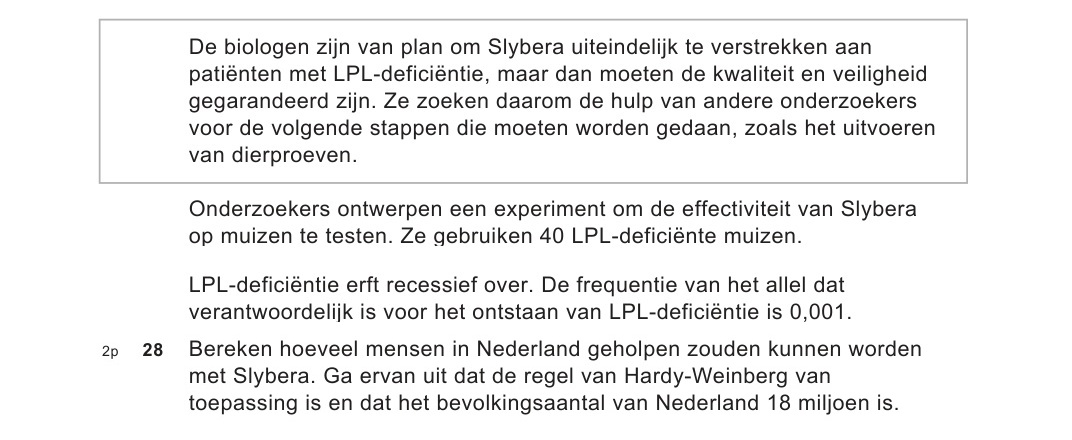 De biologen zijn van plan om Slybera uiteindelijk te verstrekken aan
patiënten met LPL-deficiëntie, maar dan moeten de kwaliteit en veiligheid
gegarandeerd zijn. Ze zoeken daarom de hulp van andere onderzoekers
voor de volgende stappen die moeten worden gedaan, zoals het uitvoeren
van dierproeven.
Onderzoekers ontwerpen een experiment om de effectiviteit van Slybera
op muizen te testen. Ze gebruiken 40 LPL-deficiënte muizen.
LPL-deficiëntie erft recessief over. De frequentie van het allel dat
verantwoordelijk is voor het ontstaan van LPL-deficiëntie is 0,001.
2p 28 Bereken hoeveel mensen in Nederland geholpen zouden kunnen worden
met Slybera. Ga ervan uit dat de regel van Hardy-Weinberg van
toepassing is en dat het bevolkingsaantal van Nederland 18 miljoen is.